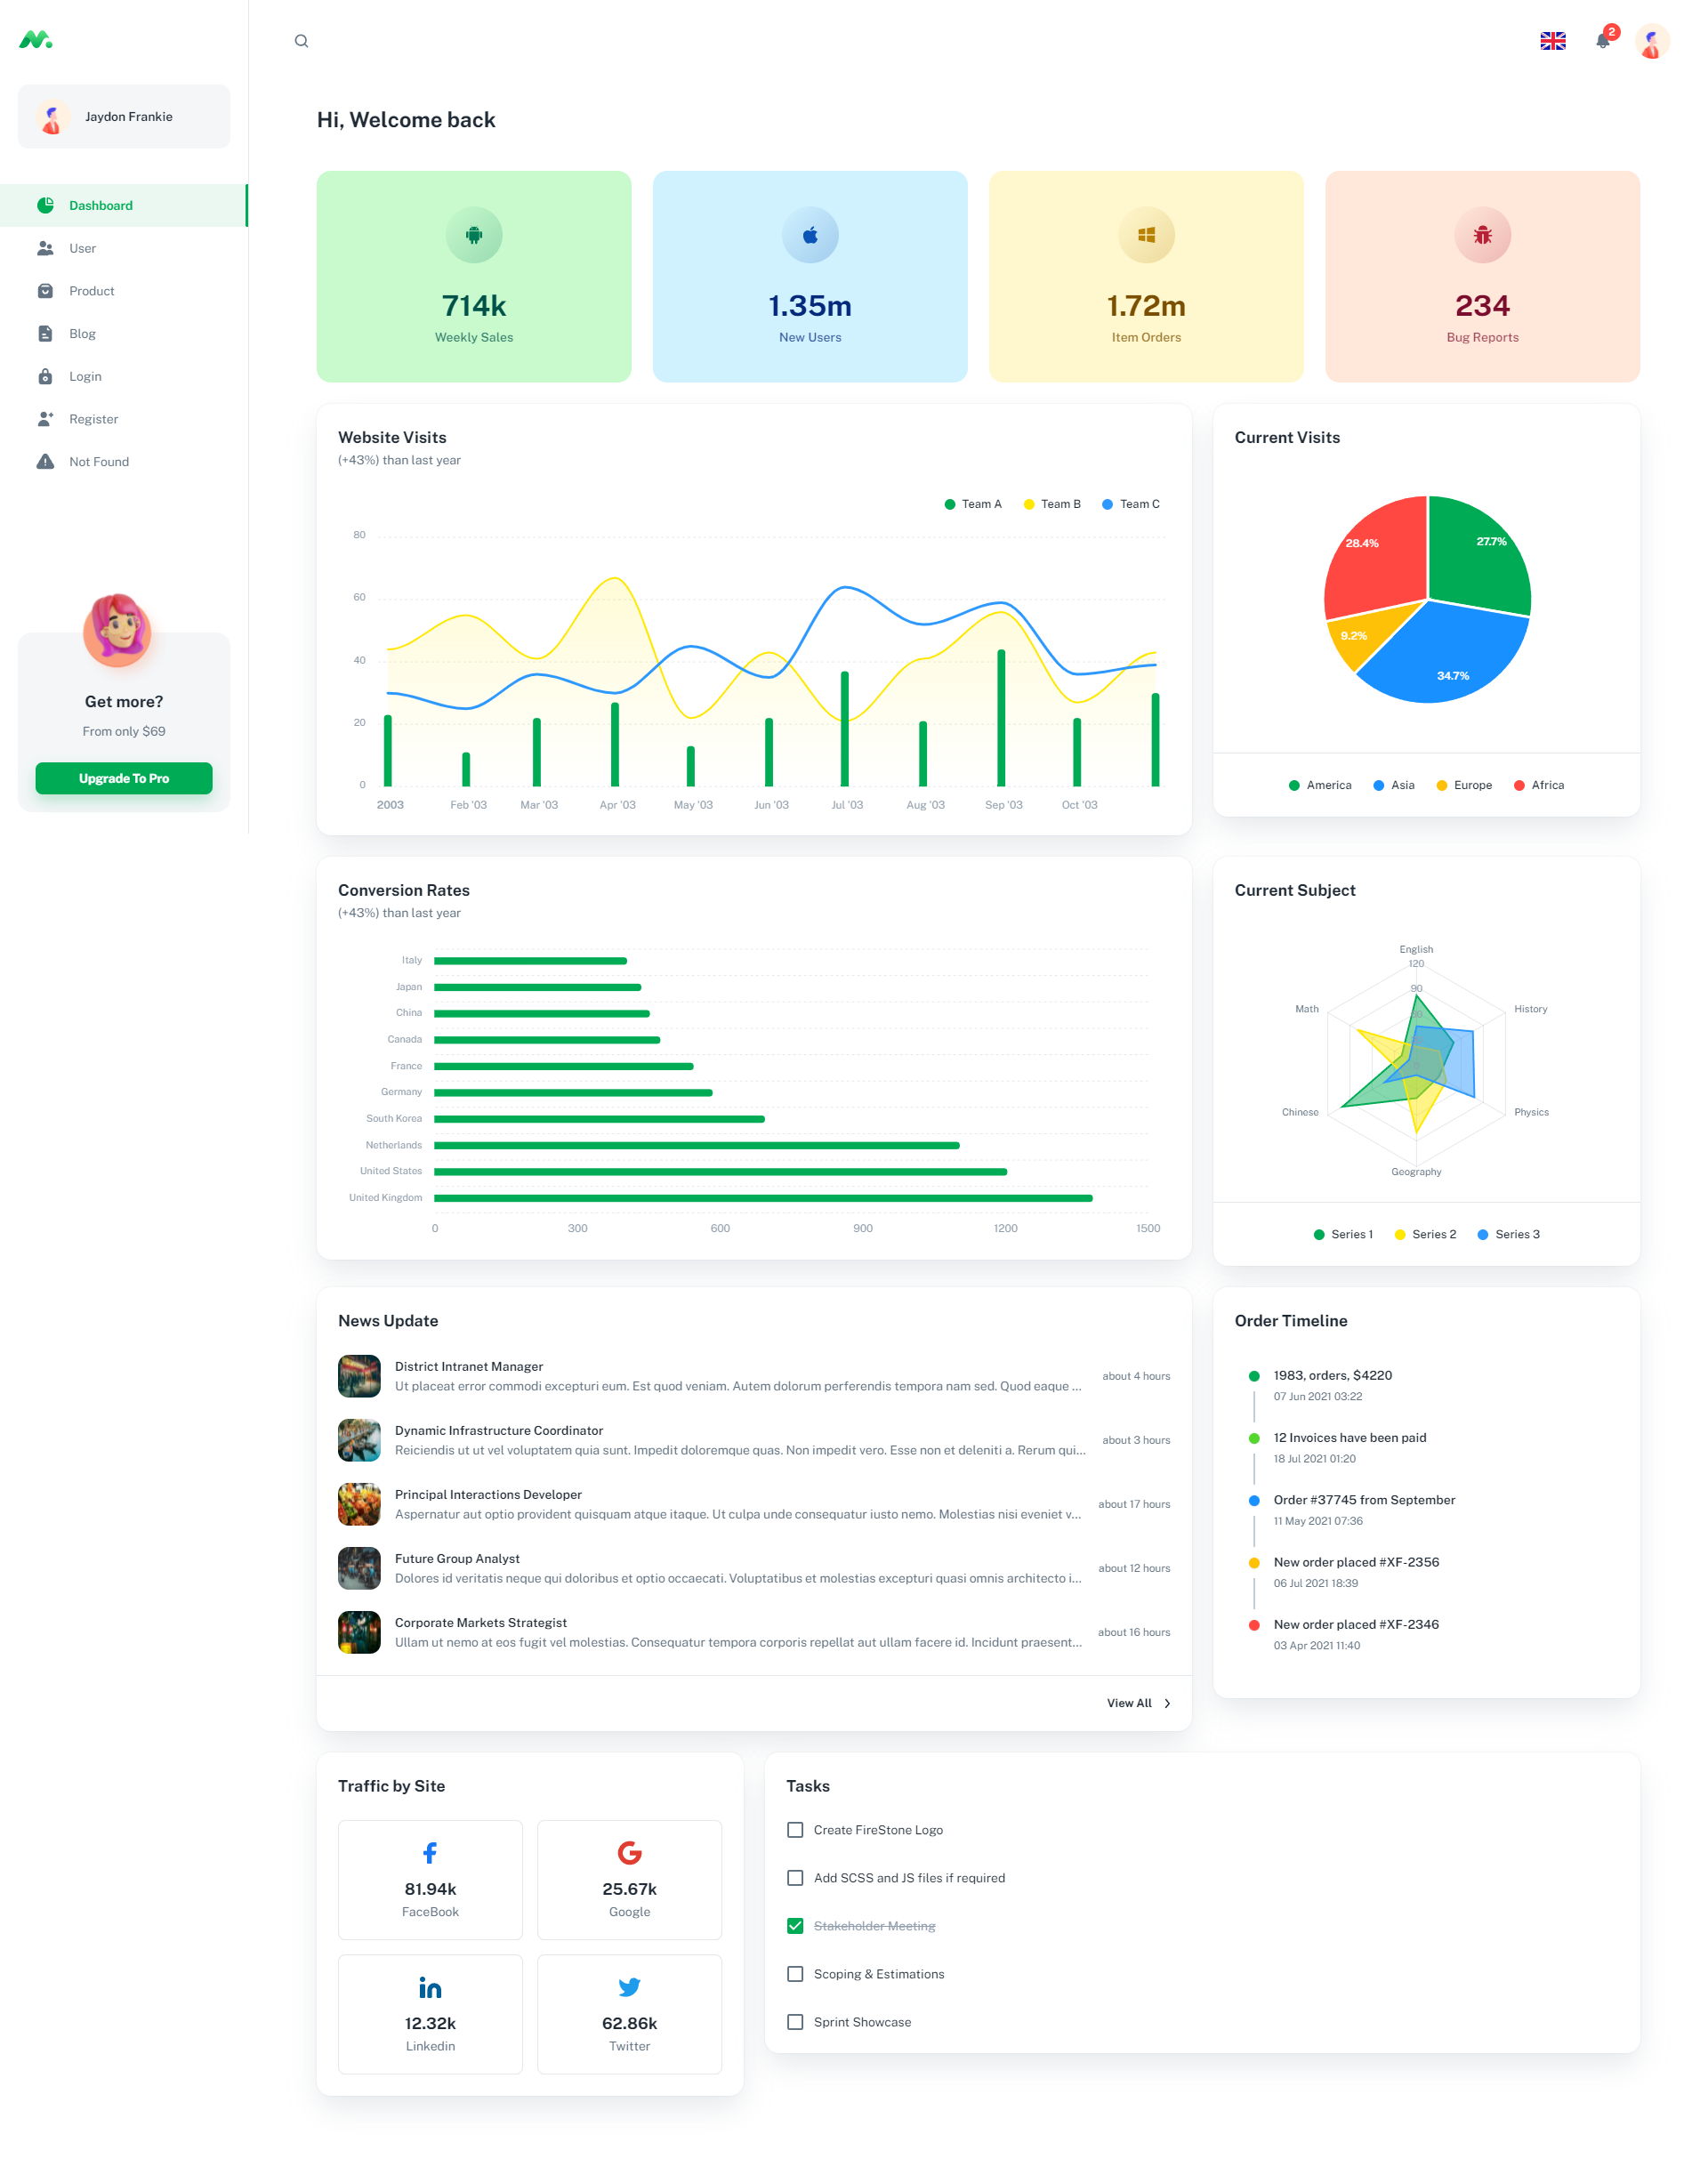 2
Jaydon Frankie
Dashboard
User
Product
Blog
Login
Register
Not Found
Get more?
From only $69
Upgrade To Pro
Hi, Welcome back
714k
Weekly Sales
1.35m
New Users
1.72m
Item Orders
234
Bug Reports
Website Visits
(+43%) than last year
Team A Team B Team C
80
60
40
20
0
2003 Feb '03 Mar '03 Apr '03 May '03 Jun '03 Jul '03 Aug '03 Sep '03 Oct '03
Current Visits
28.4% 27.7%
9.2%
34.7%
America Asia Europe Africa
Conversion Rates
(+43%) than last year
Italy
Japan
China
Canada
France
Germany
South Korea
Netherlands
United States
United Kingdom
0 300 600 900 1200 1500
Current Subject
English
120
90
Math History
Chinese Physics
Geography
Series 1 Series 2 Series 3
News Update
District Intranet Manager
Ut placeat error commodi excepturi eum. Est quod veniam. Autem dolorum perferendis tempora nam sed. Quod eaque ...
about 4 hours
Dynamic Infrastructure Coordinator
Reiciendis ut ut vel voluptatem quia sunt. Impedit doloremque quas. Non impedit vero. Esse non et deleniti a. Rerum qui...
about 3 hours
Principal Interactions Developer
Aspernatur aut optio provident quisquam atque itaque. Ut culpa unde consequatur iusto nemo. Molestias nisi eveniet v...
about 17 hours
Future Group Analyst
Dolores id veritatis neque qui doloribus et optio occaecati. Voluptatibus et molestias excepturi quasi omnis architecto i...
about 12 hours
Corporate Markets Strategist
Ullam ut nemo at eos fugit vel molestias. Consequatur tempora corporis repellat aut ullam facere id. Incidunt praesent...
about 16 hours
View All
Order Timeline
1983, orders, $4220
07 Jun 2021 03:22
12 Invoices have been paid
18 Jul 2021 01:20
Order #37745 from September
11 May 2021 07:36
New order placed #XF-2356
06 Jul 2021 18:39
New order placed #XF-2346
03 Apr 2021 11:40
Traffic by Site
81.94k
FaceBook
25.67k
Google
12.32k
Linkedin
62.86k
Twitter
Tasks
Create FireStone Logo
Add SCSS and JS files if required
Stakeholder Meeting
Scoping & Estimations
Sprint Showcase